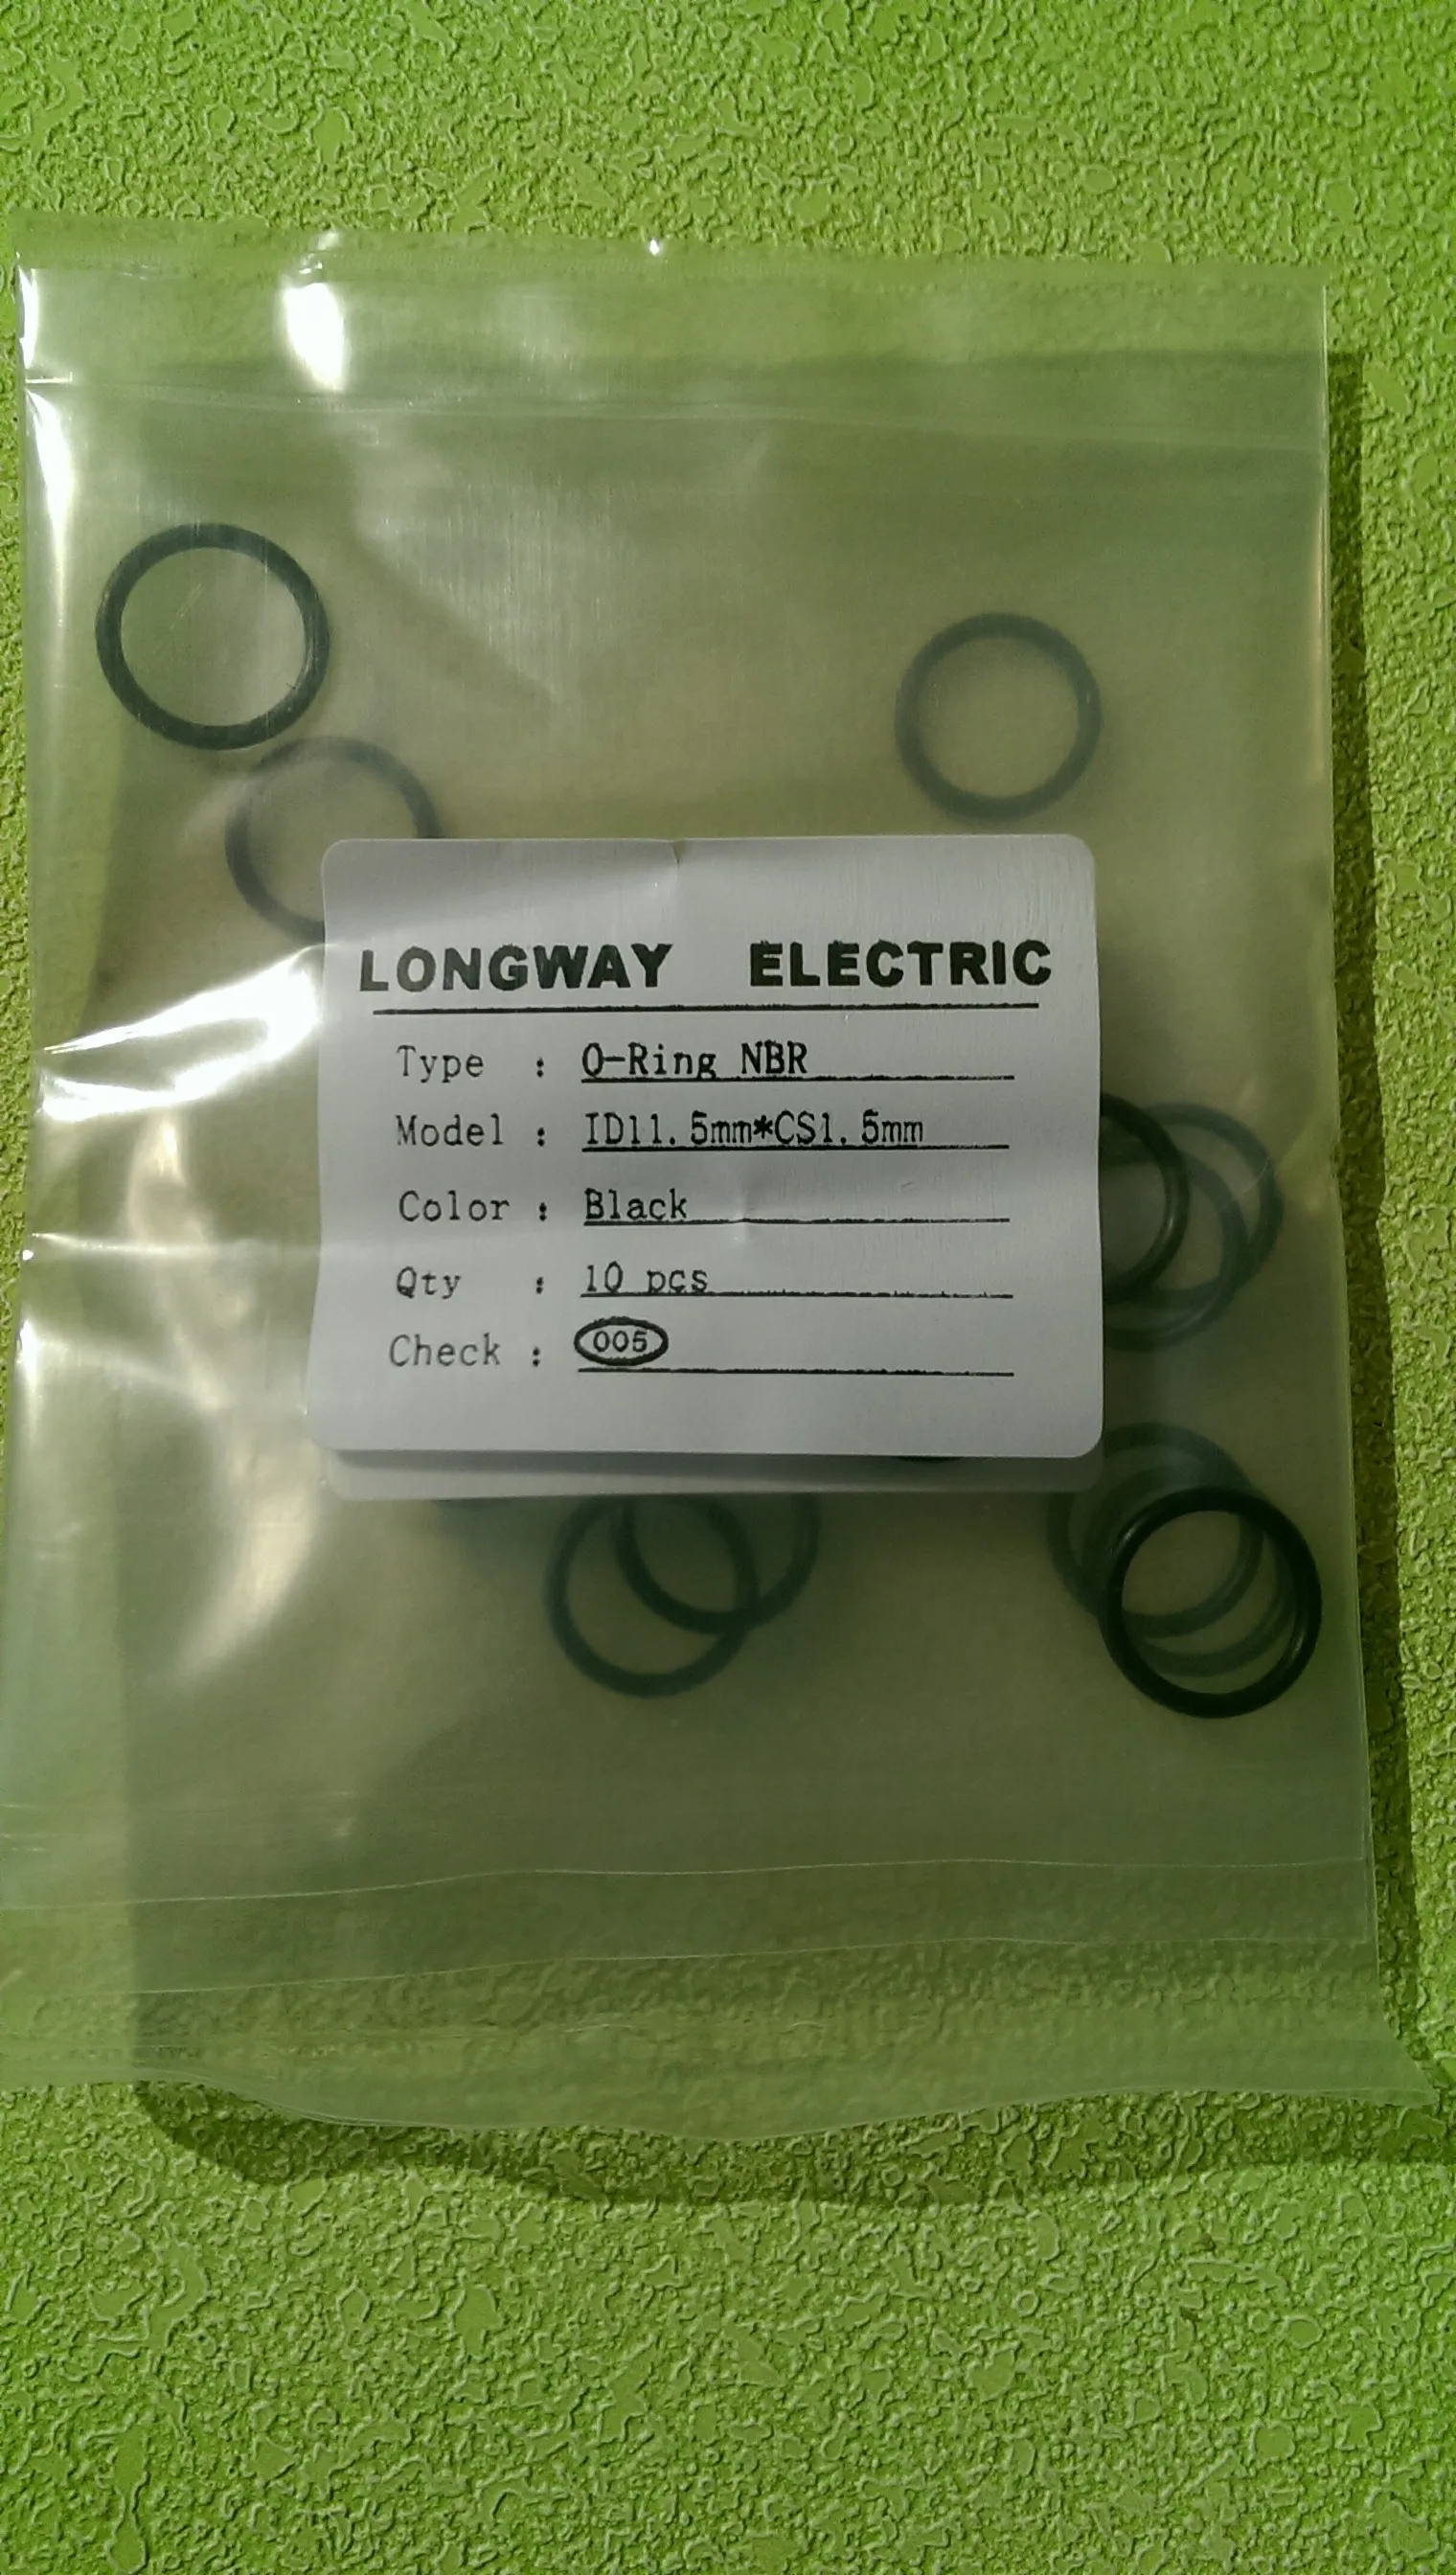 LONGWAY ELECTRIC
Type : O-Ring NBR
Model : ID11.5mm*CS1.5mm
Color : Black
Qty : 10 pcs
Check : 005